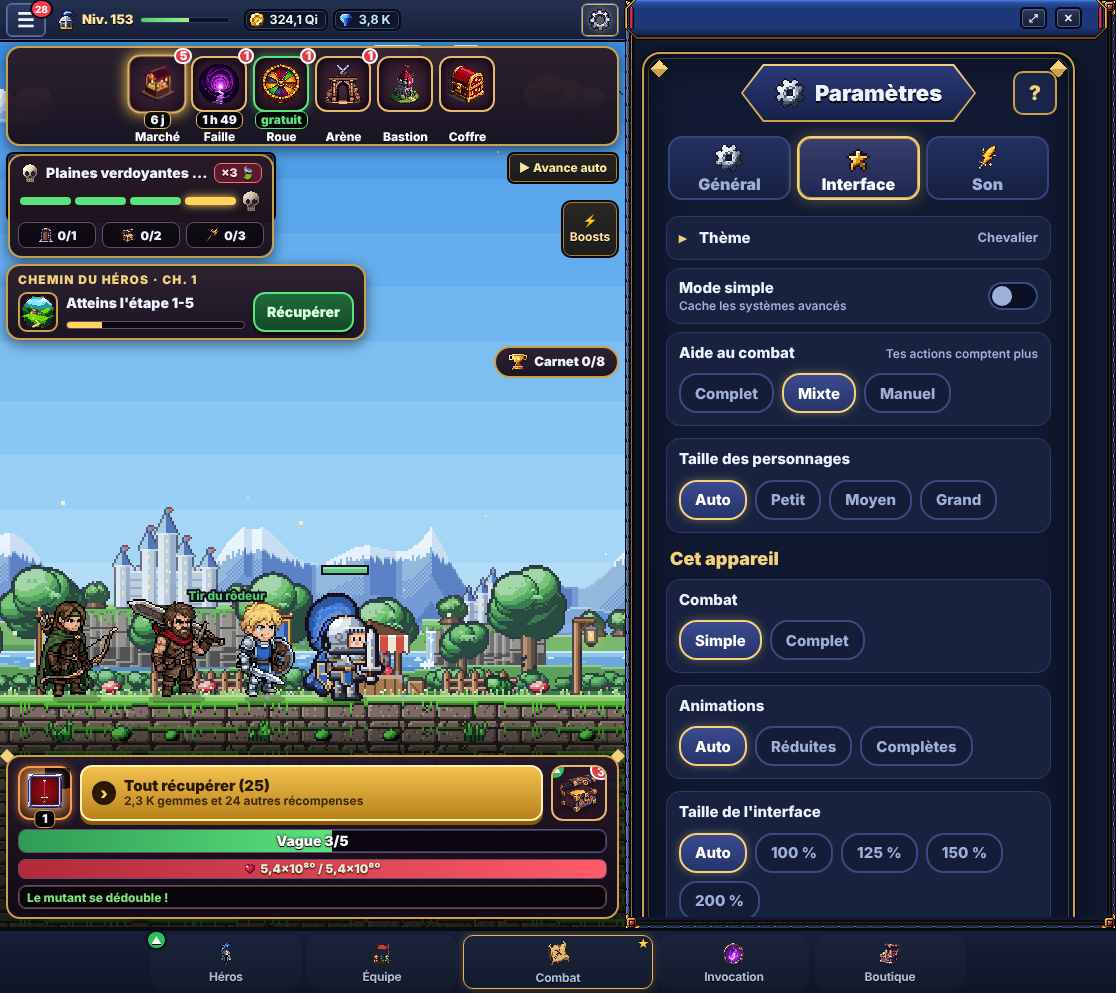 28
Niv. 153
324,1 Qi
3,8 K
5
1
1
1
6 j
1 h 49
gratuit
Marché
Faille
Roue
Arène
Bastion
Coffre
Plaines verdoyantes ...
×3
0/1
0/2
0/3
Avance auto
Boosts
CHEMIN DU HÉROS · CH. 1
Atteins l'étape 1-5
Récupérer
Carnet 0/8
Tir du rôdeur
1
Tout récupérer (25)
2,3 K gemmes et 24 autres récompenses
Vague 3/5
5,4×10⁸⁰ / 5,4×10⁸⁰
Le mutant se dédouble !
Paramètres
?
Général
Interface
Son
Thème
Chevalier
Mode simple
Cache les systèmes avancés
Aide au combat
Tes actions comptent plus
Complet
Mixte
Manuel
Taille des personnages
Auto
Petit
Moyen
Grand
Cet appareil
Combat
Simple
Complet
Animations
Auto
Réduites
Complètes
Taille de l'interface
Auto
100 %
125 %
150 %
200 %
Héros
Équipe
Combat
Invocation
Boutique